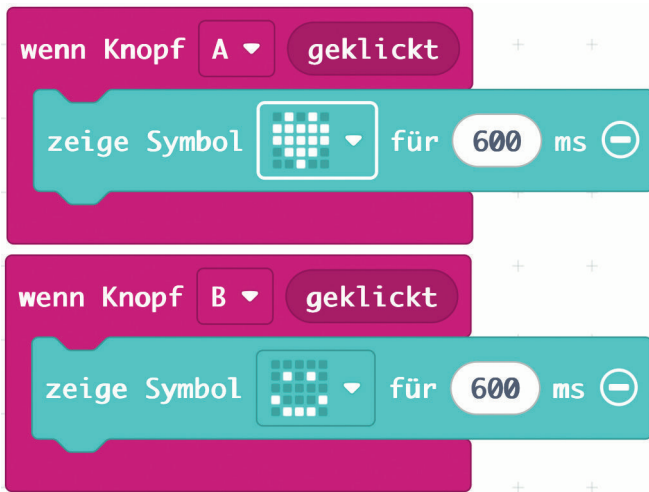 wenn Knopf A geklickt
zeige Symbol für 600 ms
wenn Knopf B geklickt
zeige Symbol für 600 ms